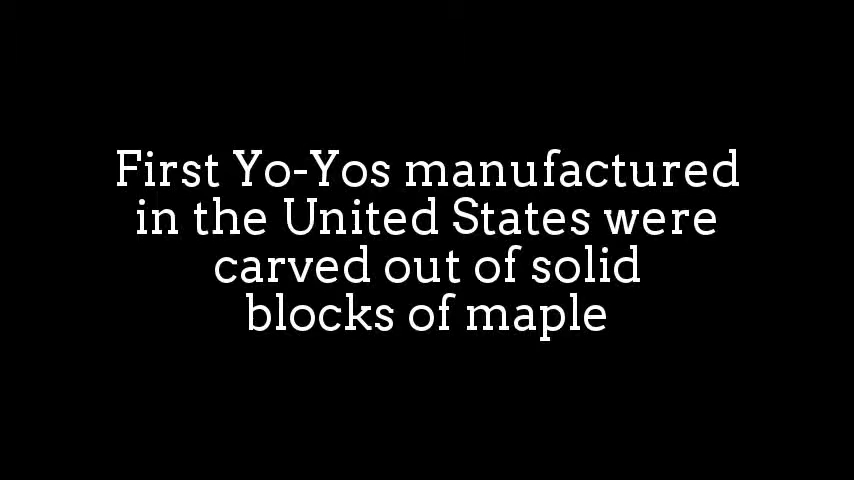 First Yo-Yos manufactured
in the United States were
carved out of solid
blocks of maple